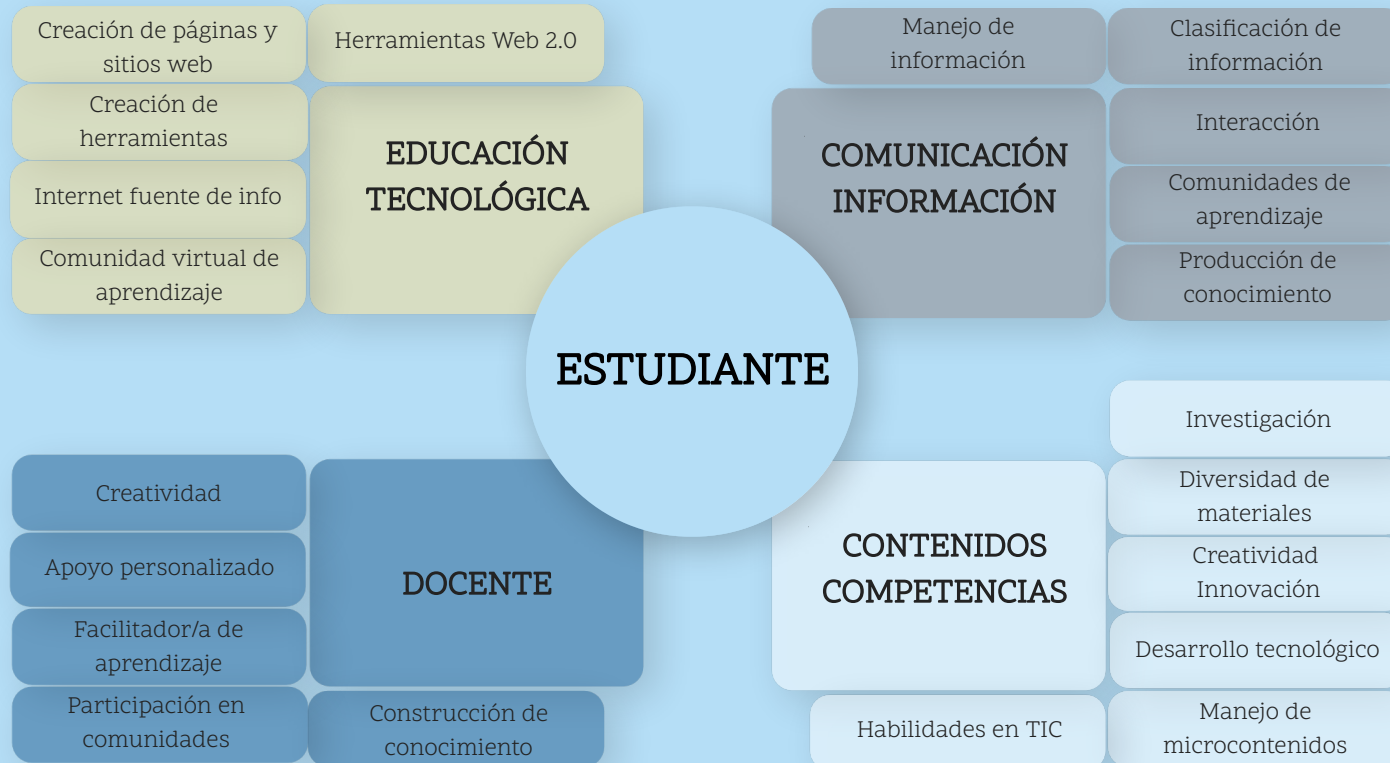 Creación de páginas y
sitios web
Herramientas Web 2.0
Creación de
herramientas
Internet fuente de info
Comunidad virtual de
aprendizaje
EDUCACIÓN
TECNOLÓGICA
Manejo de
información
Clasificación de
información
COMUNICACIÓN
INFORMACIÓN
Interacción
Comunidades de
aprendizaje
Producción de
conocimiento
ESTUDIANTE
Creatividad
Apoyo personalizado
Facilitador/a de
aprendizaje
Participación en
comunidades
DOCENTE
Construcción de
conocimiento
Investigación
CONTENIDOS
COMPETENCIAS
Diversidad de
materiales
Creatividad
Innovación
Desarrollo tecnológico
Habilidades en TIC
Manejo de
microcontenidos